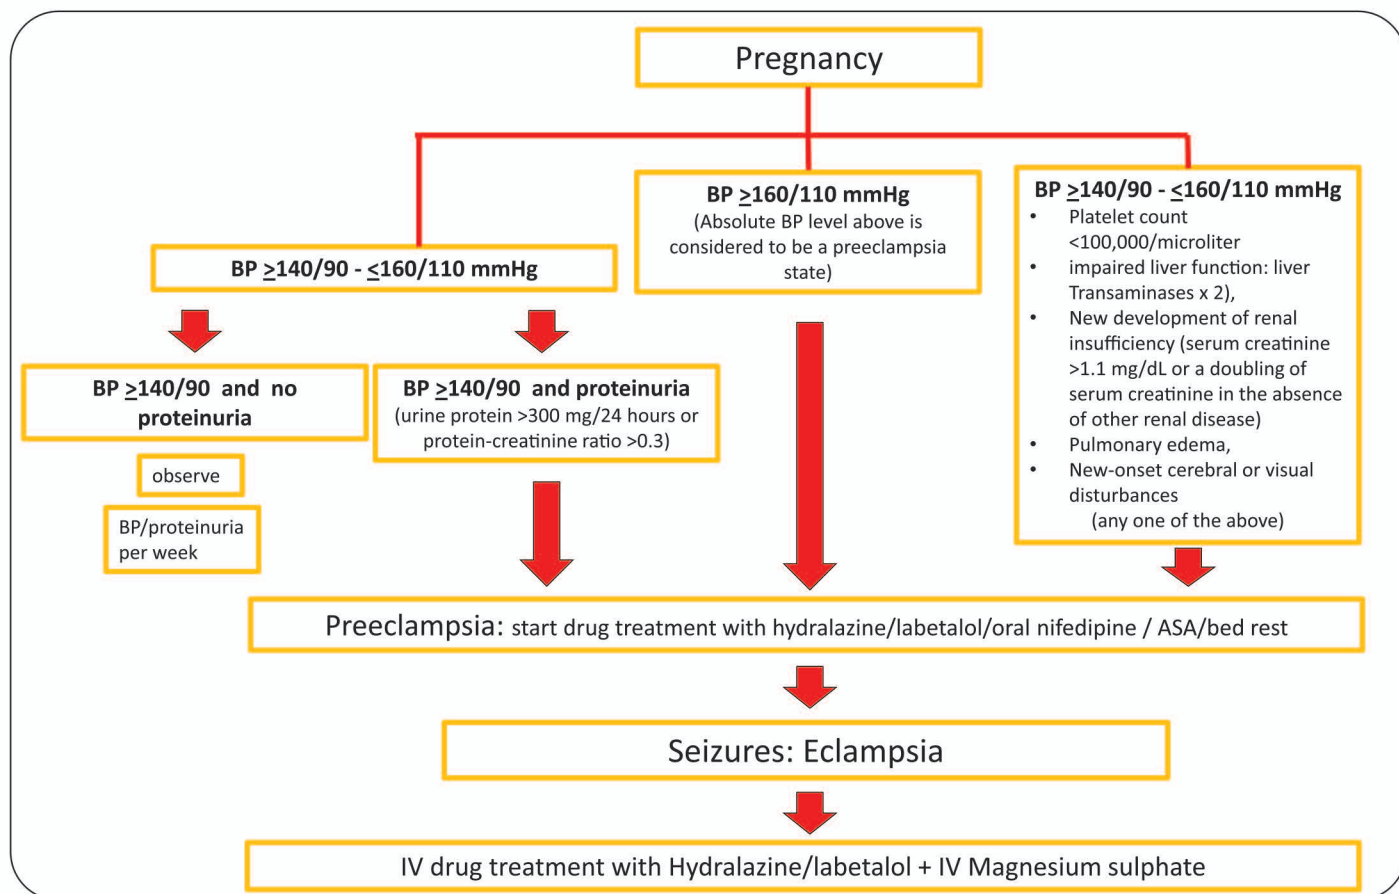 Pregnancy
BP ≥140/90 - ≤160/110 mmHg
BP ≥140/90 and no
proteinuria
observe
BP/proteinuria
per week
BP ≥140/90 and proteinuria
(urine protein >300 mg/24 hours or
protein-creatinine ratio >0.3)
BP ≥160/110 mmHg
(Absolute BP level above is
considered to be a preeclampsia
state)
BP ≥140/90 - ≤160/110 mmHg
• Platelet count
<100,000/microliter
• impaired liver function: liver
Transaminases x 2),
• New development of renal
insufficiency (serum creatinine
>1.1 mg/dL or a doubling of
serum creatinine in the absence
of other renal disease)
• Pulmonary edema,
• New-onset cerebral or visual
disturbances
(any one of the above)
Preeclampsia: start drug treatment with hydralazine/labetalol/oral nifedipine / ASA/bed rest
Seizures: Eclampsia
IV drug treatment with Hydralazine/labetalol + IV Magnesium sulphate